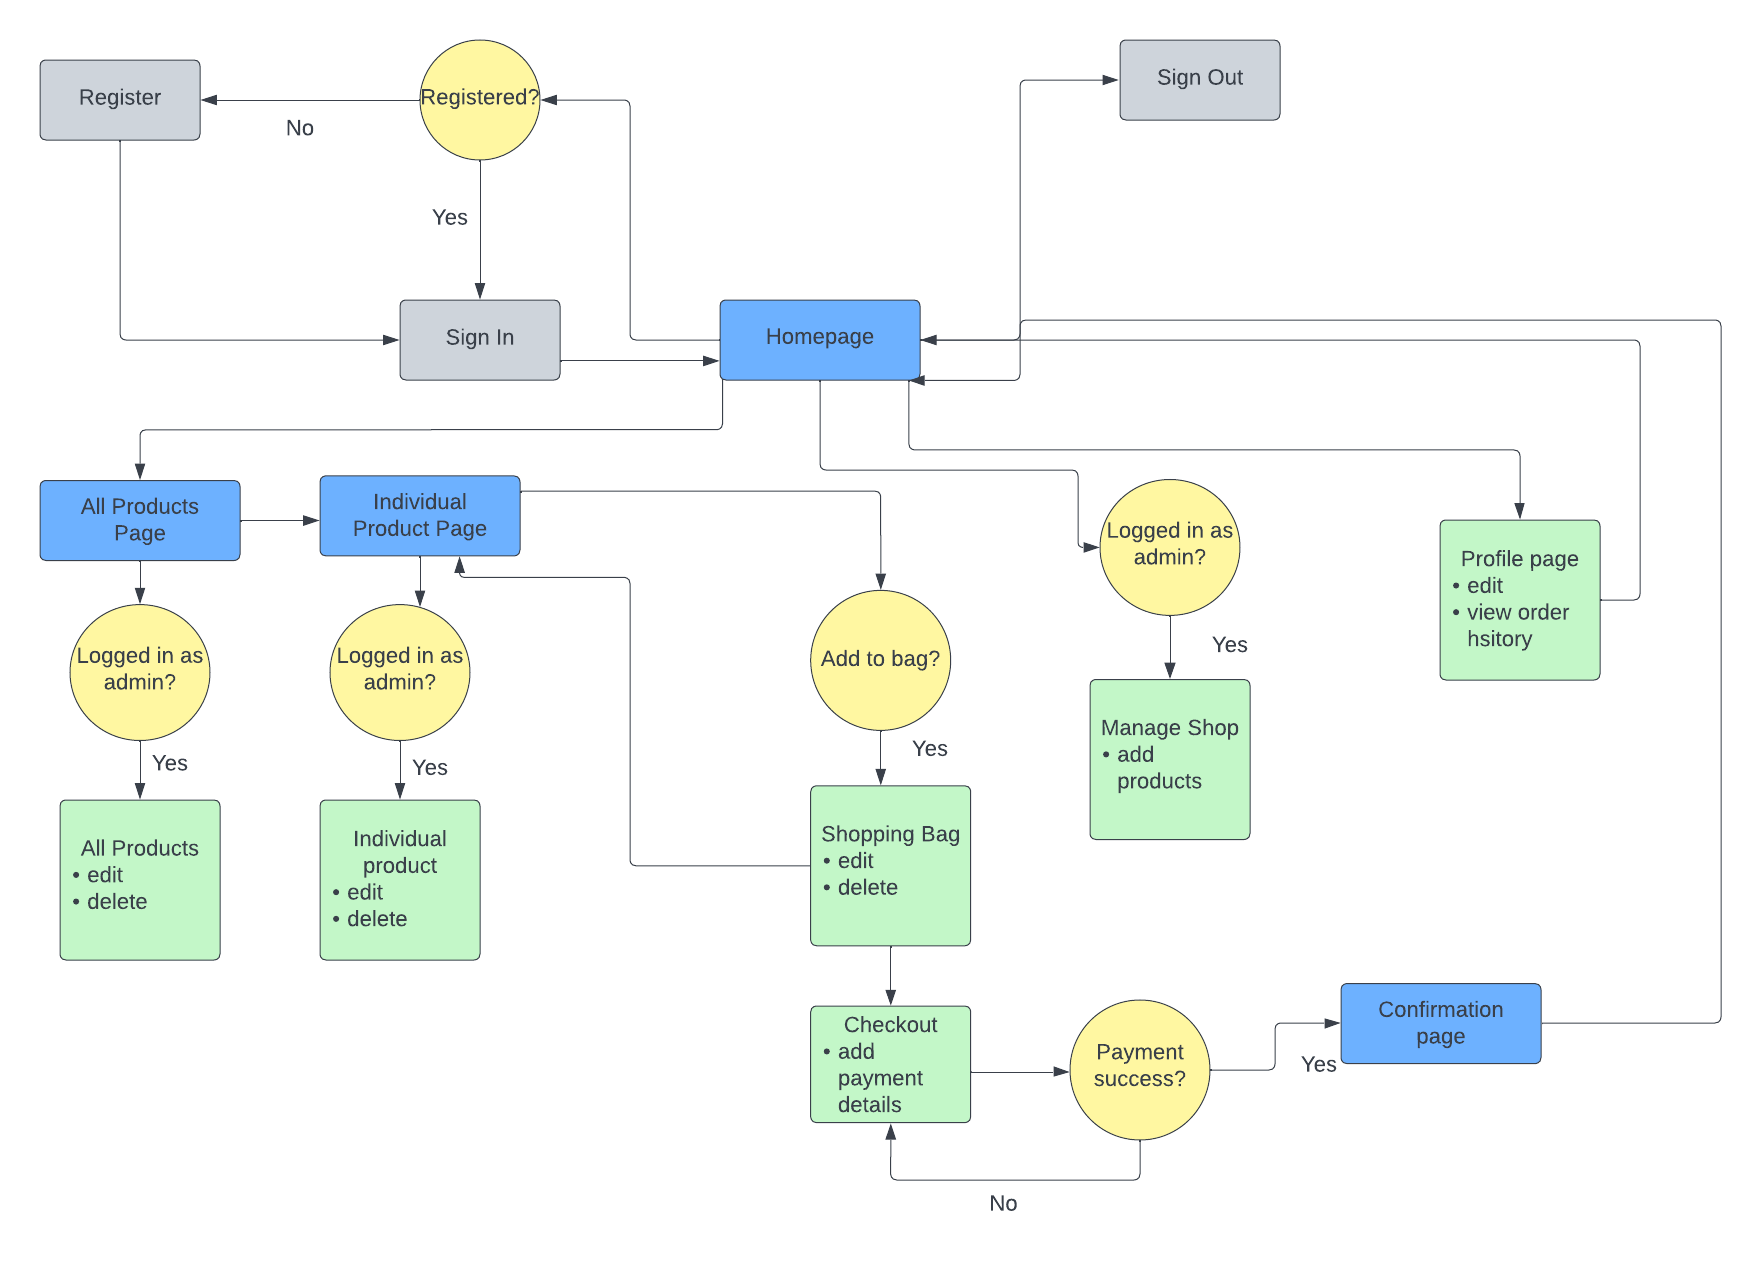 Register
Registered?
Sign Out
No
Yes
Sign In
Homepage
All Products
Page
Individual
Product Page
Logged in as
admin?
Profile page
• edit
• view order
hsitory
Logged in as
admin?
Logged in as
admin?
Add to bag?
Yes
Manage Shop
• add
products
Yes
Yes
Yes
All Products
• edit
• delete
Individual
product
• edit
• delete
Shopping Bag
• edit
• delete
Checkout
• add
payment
details
Payment
success?
Yes
Confirmation
page
No